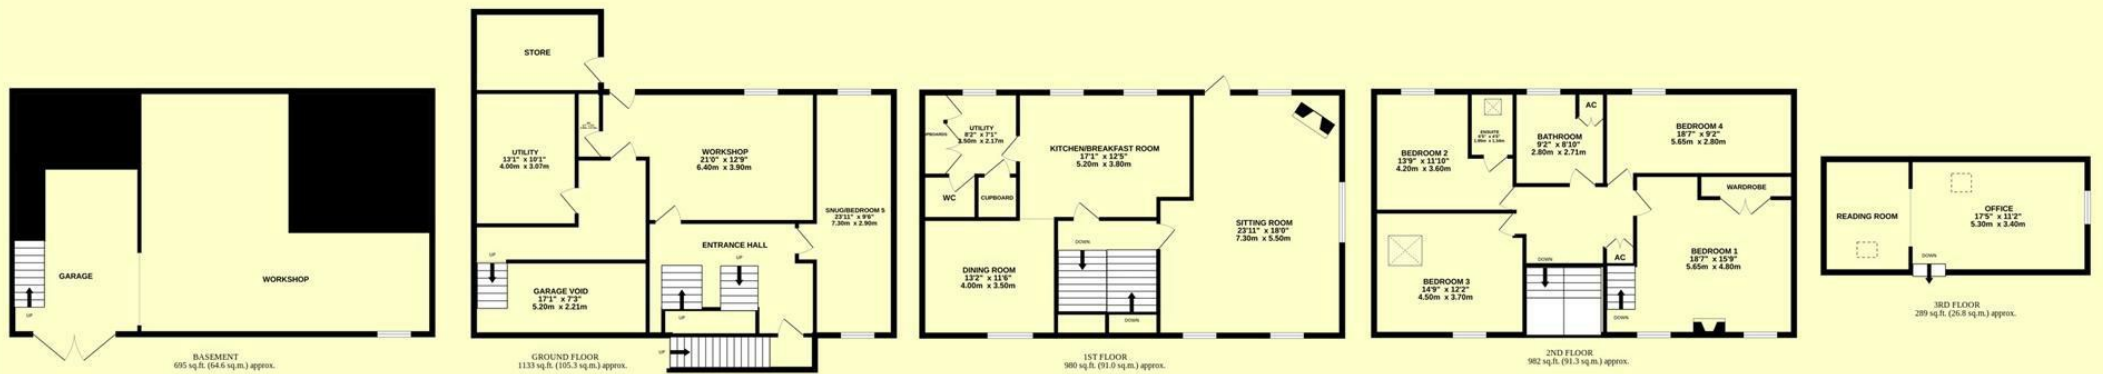 GARAGE
WORKSHOP
UP
BASEMENT
695 sq.ft. (64.6 sq.m.) approx.
STORE
UTILITY
13'1" x 10'1"
4.00m x 3.07m
WORKSHOP
21'0" x 12'9"
6.40m x 3.90m
SNUG/BEDROOM 5
23'11" x 9'6"
7.30m x 2.90m
ENTRANCE HALL
UP
UP
GARAGE VOID
17'1" x 7'3"
5.20m x 2.21m
UP
UP
GROUND FLOOR
1133 sq.ft. (105.3 sq.m.) approx.
UTILITY
8'2" x 7'1"
2.50m x 2.17m
KITCHEN/BREAKFAST ROOM
17'1" x 12'5"
5.20m x 3.80m
WC
CUPBOARD
SITTING ROOM
23'11" x 18'0"
7.30m x 5.50m
DOWN
DINING ROOM
13'2" x 11'6"
4.00m x 3.50m
DOWN
1ST FLOOR
980 sq.ft. (91.0 sq.m.) approx.
AC
ENSUITE
BATHROOM
9'2" x 8'10"
2.80m x 2.71m
BEDROOM 4
18'7" x 9'2"
5.65m x 2.80m
BEDROOM 2
13'9" x 11'10"
4.20m x 3.60m
WARDROBE
BEDROOM 1
18'7" x 15'9"
5.65m x 4.80m
AC
DOWN
BEDROOM 3
14'9" x 12'2"
4.50m x 3.70m
DOWN
2ND FLOOR
982 sq.ft. (91.3 sq.m.) approx.
READING ROOM
OFFICE
17'5" x 11'2"
5.30m x 3.40m
DOWN
3RD FLOOR
289 sq.ft. (26.8 sq.m.) approx.